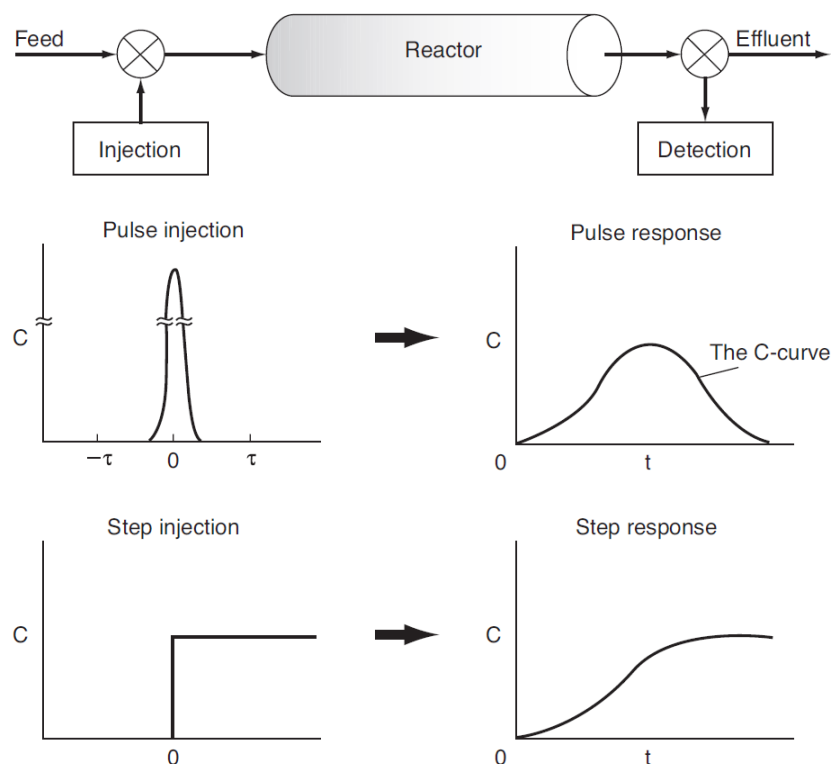 Feed
Reactor
Effluent
Injection
Detection
Pulse injection
Pulse response
C
C
The C-curve
−τ 0 τ
0 t
Step injection
Step response
C
C
0
0 t